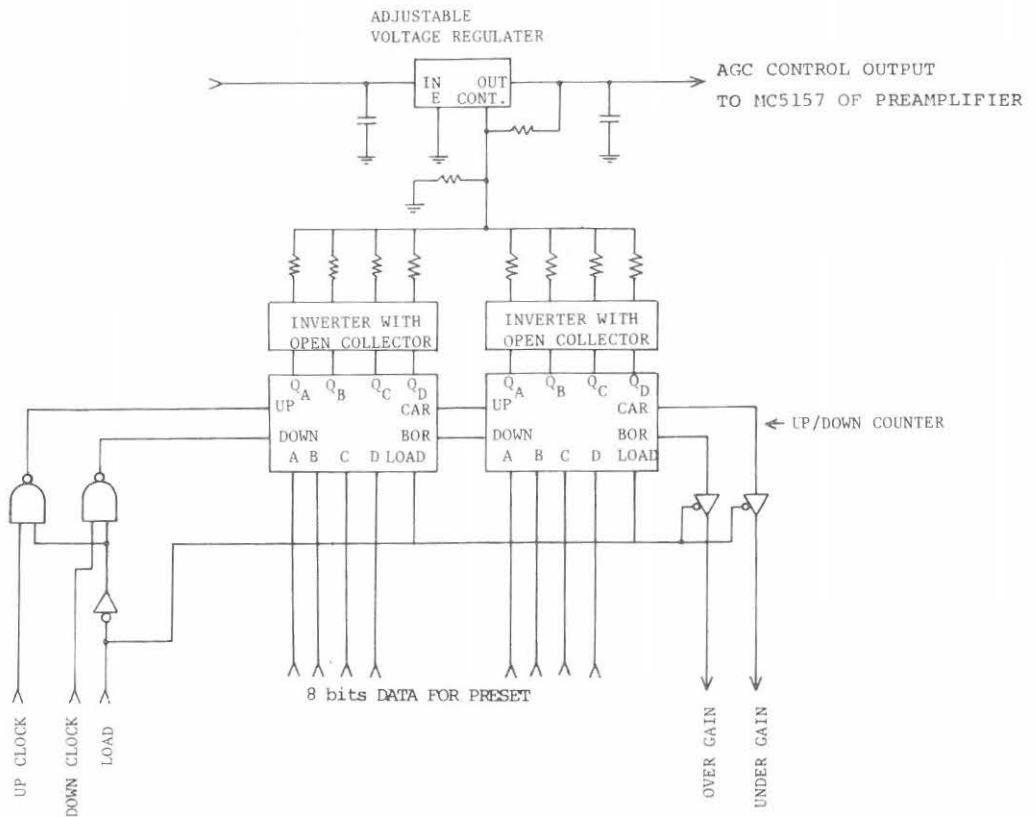 ADJUSTABLE
VOLTAGE REGULATER
IN OUT
E CONT.
AGC CONTROL OUTPUT
TO MC5157 OF PREAMPLIFIER
INVERTER WITH
OPEN COLLECTOR
INVERTER WITH
OPEN COLLECTOR
QA QB QC QD
UP CAR
DOWN BOR
A B C D LOAD
QA QB QC QD
UP CAR
DOWN BOR
A B C D LOAD
UP/DOWN COUNTER
8 bits DATA FOR PRESET
UP CLOCK
DOWN CLOCK
LOAD
OVER GAIN
UNDER GAIN